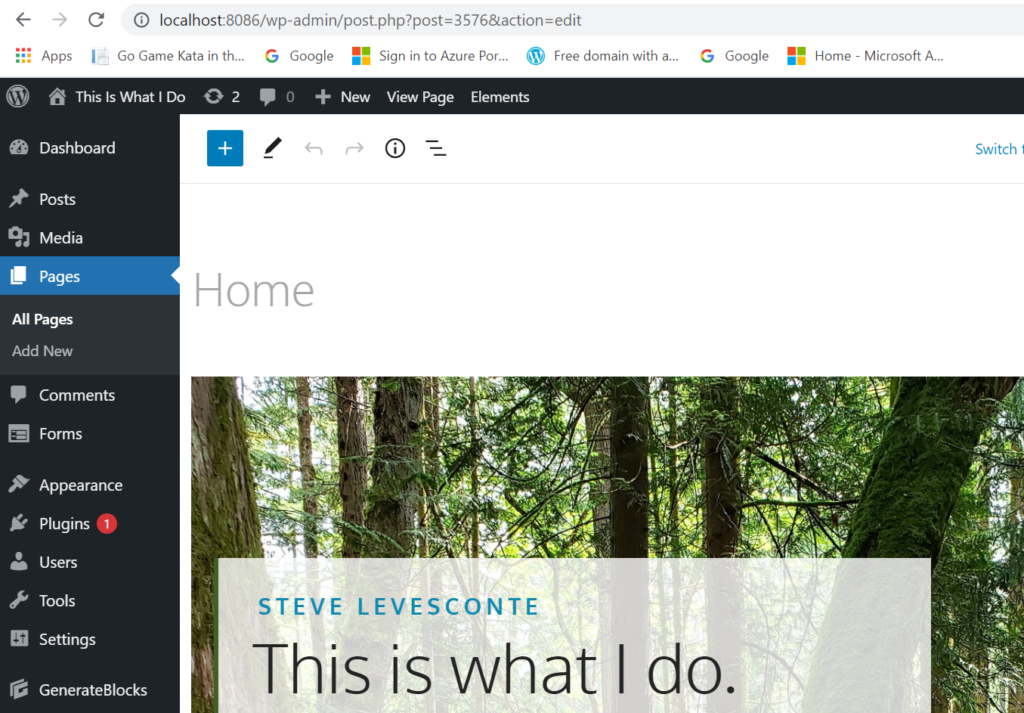 localhost:8086/wp-admin/post.php?post=3576&action=edit
Apps Go Game Kata in th... Google Sign in to Azure Por... Free domain with a... Google Home - Microsoft A...
This Is What I Do 2 0 New View Page Elements
Dashboard
Switch t
Posts
Media
Pages
Home
All Pages
Add New
Comments
Forms
Appearance
Plugins 1
Users
Tools
Settings
GenerateBlocks
STEVE LEVESCONTE
This is what I do.